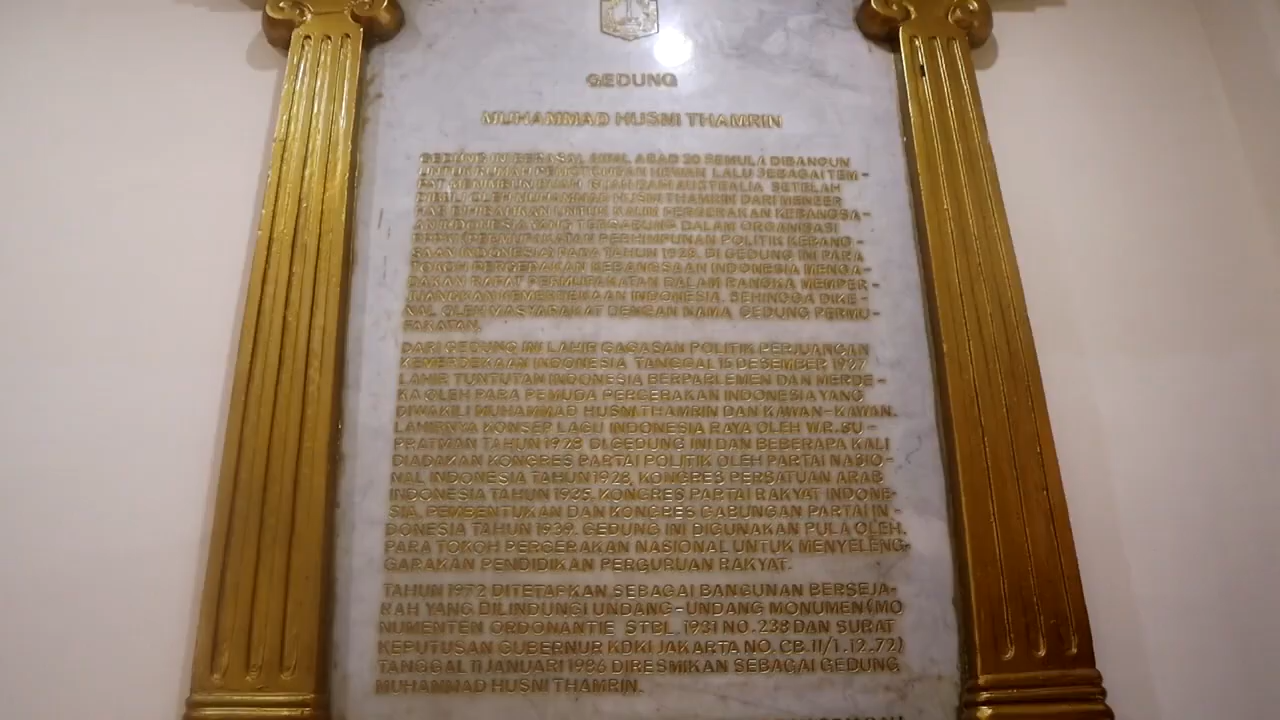 GEDUNG
MUHAMMAD HUSNI THAMRIN
GEDUNG INI BERASAL AWAL ABAD 20 SEMULA DIBANGUN
UNTUK RUMAH PEMOTONGAN HEWAN LALU SEBAGAI TEM-
PAT MENIMBUN BUAH-BUAHAN AUSTRALIA SETELAH
DIBELI OLEH MUHAMMAD HUSNI THAMRIN DARI MENEER
HAS DISERAHKAN UNTUK KAUM PERGERAKAN KEBANGSA-
AN INDONESIA YANG TERGABUNG DALAM ORGANISASI
PERMUPAKATAN PERHIMPUNAN POLITIK KEBANG-
SAAN INDONESIA) PADA TAHUN 1928. DI GEDUNG INI PARA
TOKOH PERGERAKAN KEBANGSAAN INDONESIA MENGA-
DAKAN RAPAT PERMUPAKATAN DALAM RANGKA MEMPER-
JUANGKAN KEMERDEKAAN INDONESIA. SEHINGGA DIKE-
NAL OLEH MASYARAKAT DENGAN NAMA GEDUNG PERMU-
FAKATAN.
DARI GEDUNG INI LAHIR GAGASAN POLITIK PERJUANGAN
KEMERDEKAAN INDONESIA TANGGAL 15 DESEMBER 1927
LAHIR TUNTUTAN INDONESIA BERPARLEMEN DAN MERDE-
KA OLEH PARA PEMUDA PERGERAKAN INDONESIA YANG
DIWAKILI MUHAMMAD HUSNI THAMRIN DAN KAWAN-KAWAN.
LAHIRNYA KONSEP LAGU INDONESIA RAYA OLEH W.R. SU-
PRATMAN TAHUN 1928 DI GEDUNG INI DAN BEBERAPA KALI
DIADAKAN KONGRES PARTAI POLITIK OLEH PARTAI NASIO-
NAL INDONESIA TAHUN 1928, KONGRES PERSATUAN ARAB
INDONESIA TAHUN 1935, KONGRES PARTAI RAKYAT INDONE-
SIA, PEMBENTUKAN DAN KONGRES GABUNGAN PARTAI IN-
DONESIA TAHUN 1939. GEDUNG INI DIGUNAKAN PULA OLEH.
PARA TOKOH PERGERAKAN NASIONAL UNTUK MENYELENG-
GARAKAN PENDIDIKAN PERGURUAN RAKYAT.
TAHUN 1972 DITETAPKAN SEBAGAI BANGUNAN BERSEJA-
RAH YANG DILINDUNGI UNDANG-UNDANG MONUMEN (MO
NUMENTEN ORDONANTIE STBL. 1931 NO. 238 DAN SURAT
KEPUTUSAN GUBERNUR KDKI JAKARTA NO. CB.11/1.12.72)
TANGGAL 11 JANUARI 1986 DIRESMIKAN SEBAGAI GEDUNG
MUHAMMAD HUSNI THAMRIN.